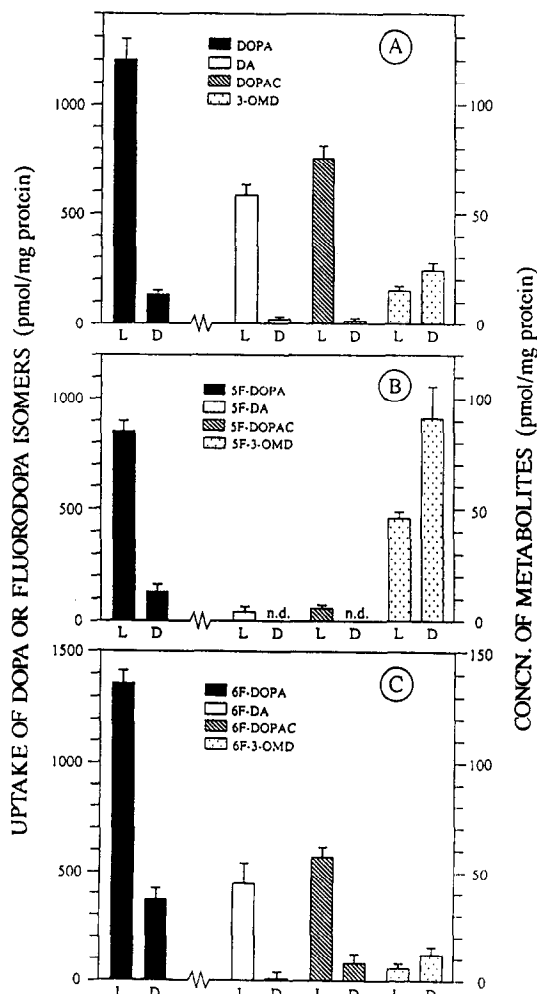 UPTAKE OF DOPA OR FLUORODOPA ISOMERS (pmol/mg protein)
CONCN. OF METABOLITES (pmol/mg protein)
A
DOPA
DA
DOPAC
3-OMD
1000
500
0
100
50
0
L D L D L D L D
B
5F-DOPA
5F-DA
5F-DOPAC
5F-3-OMD
1000
500
0
100
50
0
n.d. n.d.
L D L D L D L D
C
6F-DOPA
6F-DA
6F-DOPAC
6F-3-OMD
1500
1000
500
0
150
100
50
0
L D L D L D L D